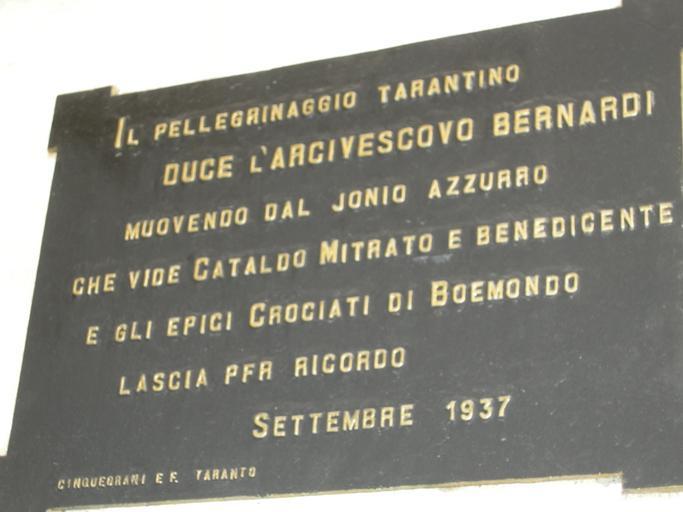 IL PELLEGRINAGGIO TARANTINO
DUCE L'ARCIVESCOVO BERNARDI
MUOVENDO DAL JONIO AZZURRO
CHE VIDE CATALDO MITRATO E BENEDICENTE
E GLI EPICI CROCIATI DI BOEMONDO
LASCIA PER RICORDO
SETTEMBRE 1937
CINQUEGRANI E F. TARANTO